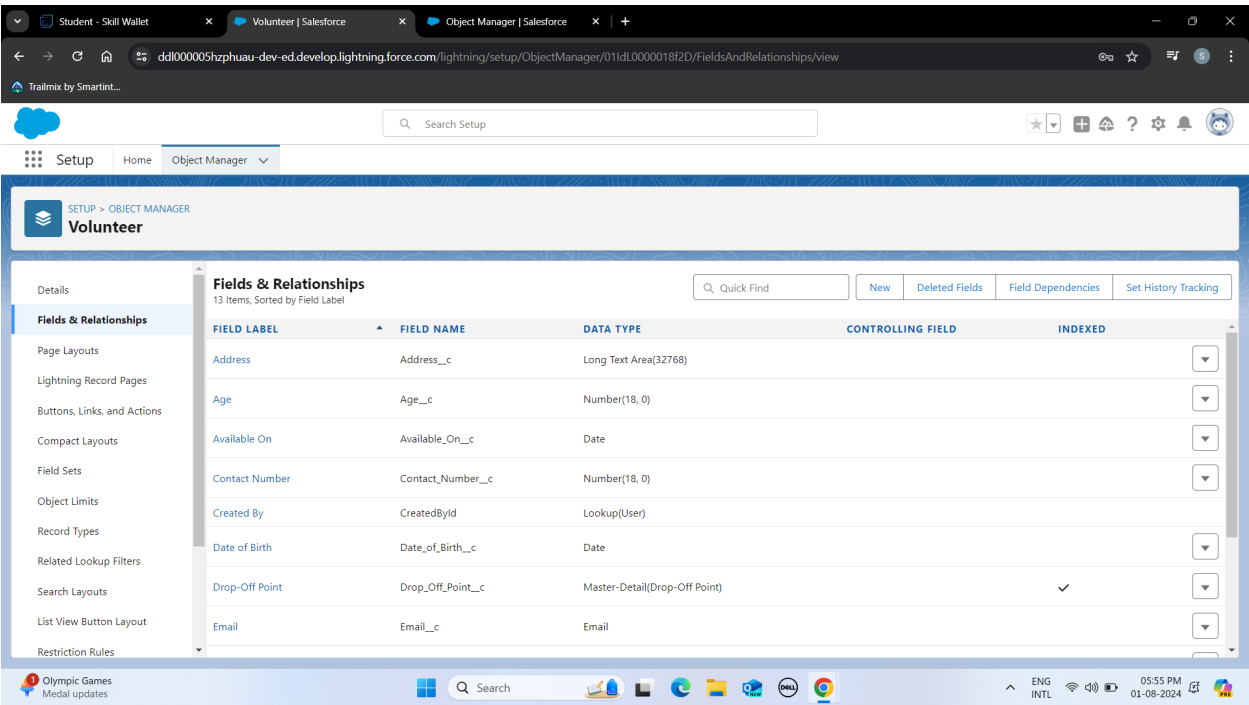 Student - Skill Wallet
Volunteer | Salesforce
Object Manager | Salesforce
ddl000005hzphuau-dev-ed.develop.lightning.force.com/lightning/setup/ObjectManager/01IdL0000018f2D/FieldsAndRelationships/view
S
Trailmix by Smartint...
Search Setup
Setup
Home
Object Manager
SETUP > OBJECT MANAGER
Volunteer
Details
Fields & Relationships
Page Layouts
Lightning Record Pages
Buttons, Links, and Actions
Compact Layouts
Field Sets
Object Limits
Record Types
Related Lookup Filters
Search Layouts
List View Button Layout
Restriction Rules
Fields & Relationships
13 Items, Sorted by Field Label
Quick Find
New
Deleted Fields
Field Dependencies
Set History Tracking
FIELD LABEL FIELD NAME DATA TYPE CONTROLLING FIELD INDEXED
Address Address__c Long Text Area(32768)
Age Age__c Number(18, 0)
Available On Available_On__c Date
Contact Number Contact_Number__c Number(18, 0)
Created By CreatedById Lookup(User)
Date of Birth Date_of_Birth__c Date
Drop-Off Point Drop_Off_Point__c Master-Detail(Drop-Off Point)
Email Email__c Email
1
Olympic Games
Medal updates
Search
NEW
DELL
ENG
INTL
05:55 PM
01-08-2024
PRE